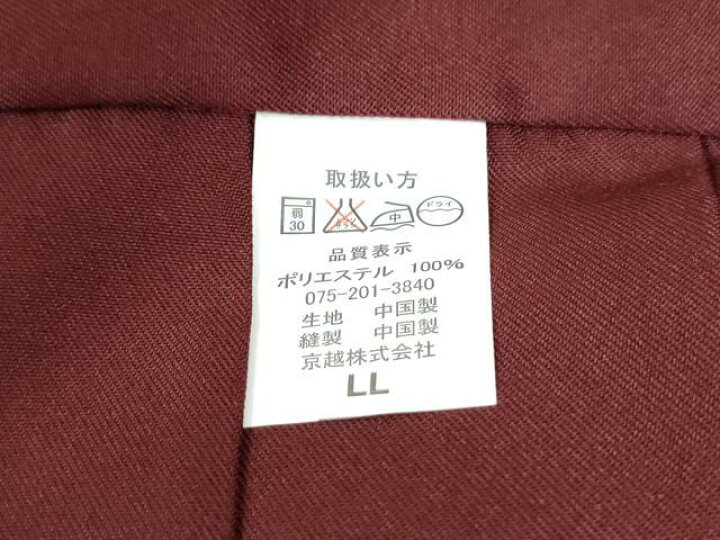 取扱い方
弱 30 中 ドライ
品質表示
ポリエステル 100%
075-201-3840
生地 中国製
縫製 中国製
京越株式会社
LL